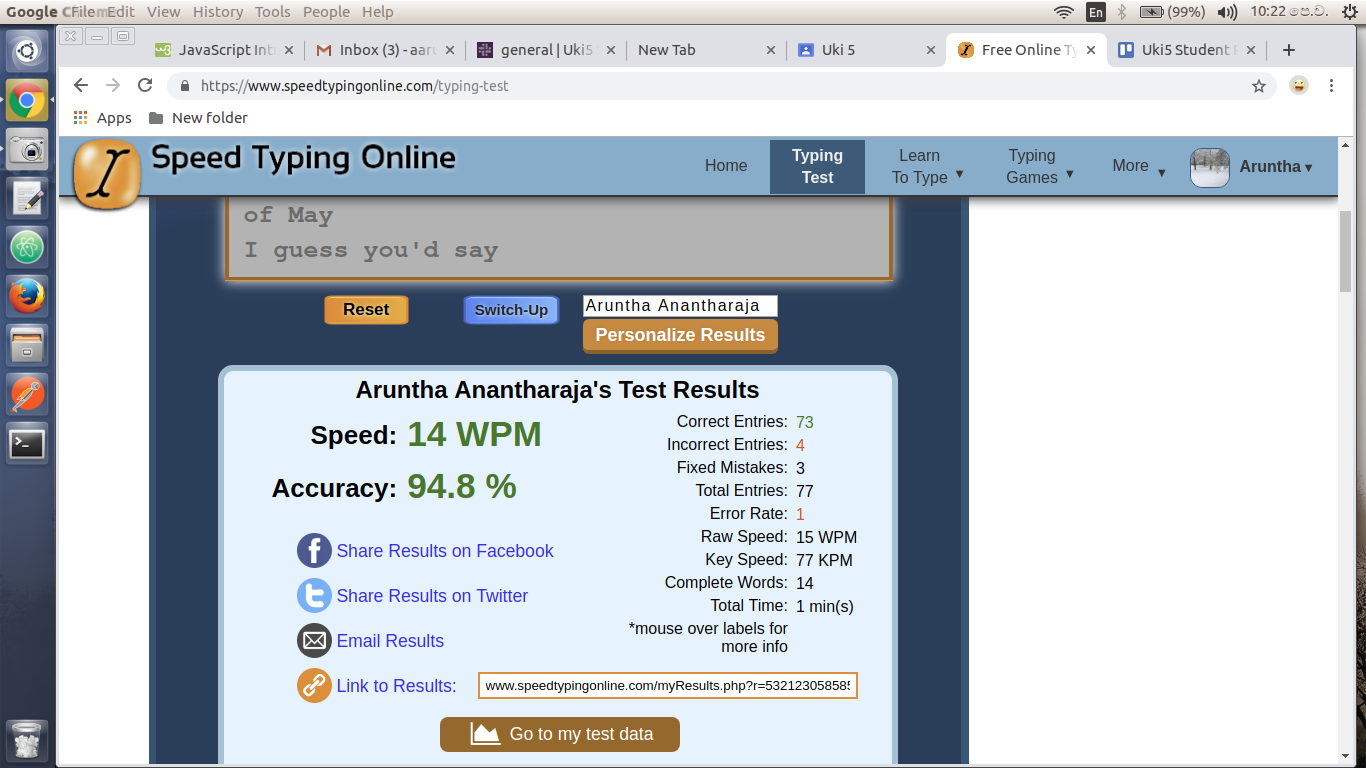 Google Chrome File Edit View History Tools People Help En (99%) 10:22 පෙ.ව.
JavaScript Int Inbox (3) - aar general | Uki5 New Tab Uki 5 Free Online Ty Uki5 Student
https://www.speedtypingonline.com/typing-test
Apps New folder
Speed Typing Online
Home
Typing
Test
Learn
To Type
Typing
Games
More
Aruntha
of May
I guess you'd say
Reset Switch-Up Aruntha Anantharaja
Personalize Results
Aruntha Anantharaja's Test Results
Speed: 14 WPM
Accuracy: 94.8 %
Share Results on Facebook
Share Results on Twitter
Email Results
Link to Results: www.speedtypingonline.com/myResults.php?r=532123058585
Correct Entries: 73
Incorrect Entries: 4
Fixed Mistakes: 3
Total Entries: 77
Error Rate: 1
Raw Speed: 15 WPM
Key Speed: 77 KPM
Complete Words: 14
Total Time: 1 min(s)
*mouse over labels for
more info
Go to my test data